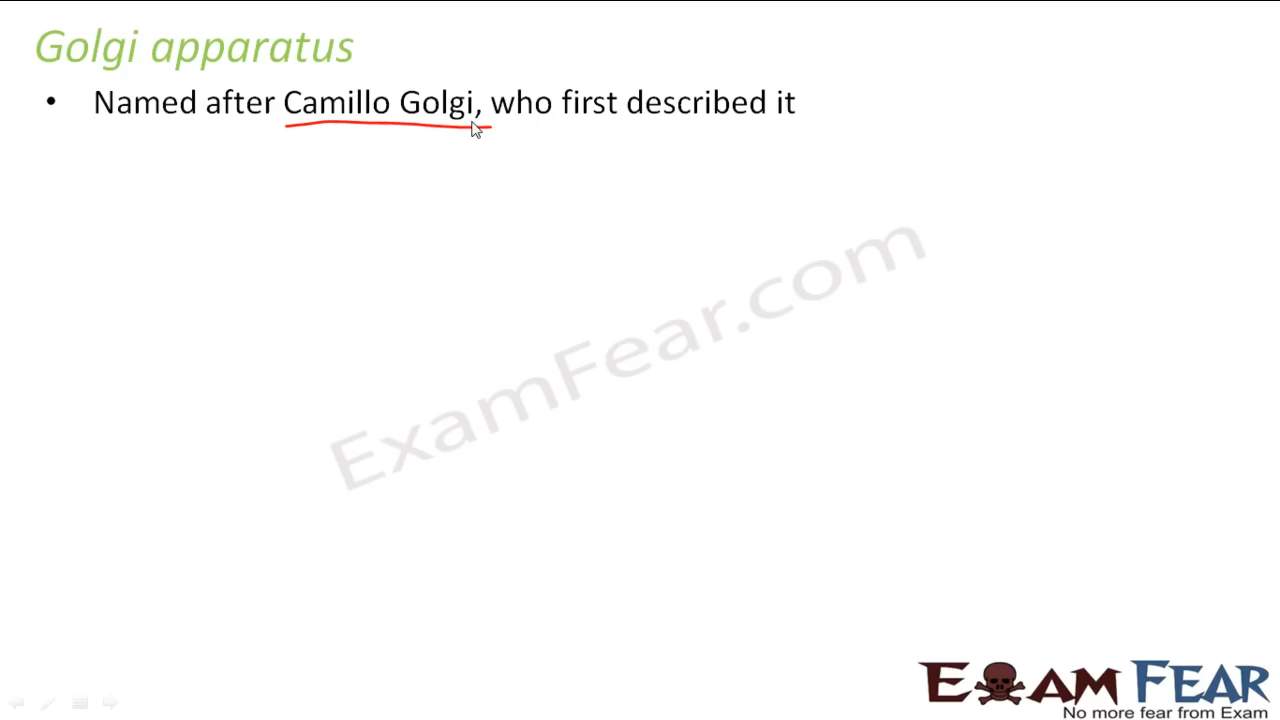 Golgi apparatus
• Named after Camillo Golgi, who first described it
ExamFear.com
EXAM FEAR
No more fear from Exam